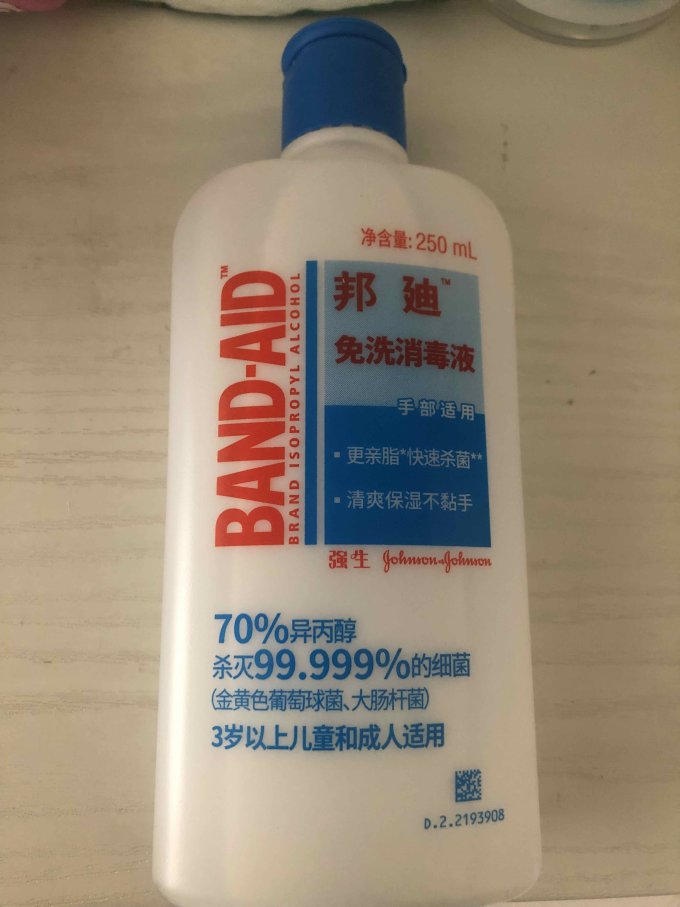 净含量: 250 mL
BAND-AID™
BRAND ISOPROPYL ALCOHOL
邦廸™
免洗消毒液
手部适用
▪ 更亲脂*快速杀菌**
▪ 清爽保湿不黏手
强生 Johnson&Johnson
70%异丙醇
杀灭99.999%的细菌
(金黄色葡萄球菌、大肠杆菌)
3岁以上儿童和成人适用
D.2.2193908